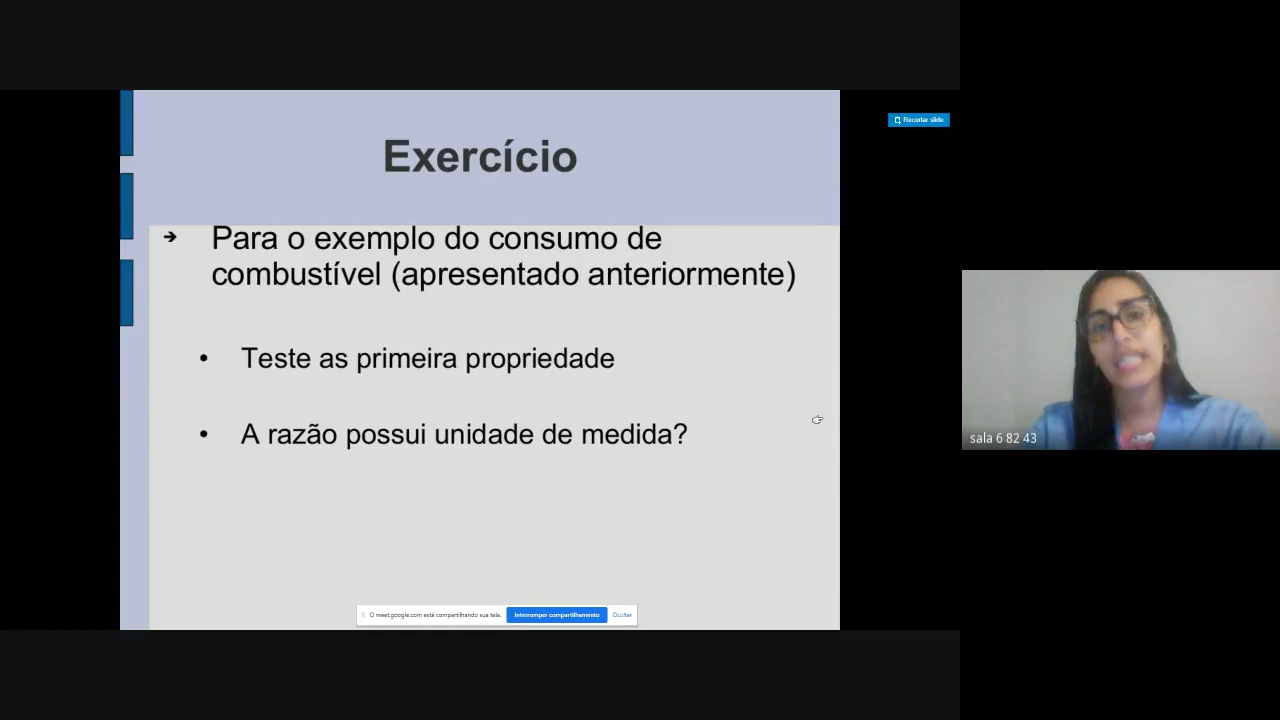 Recortar slide
Exercício
➔ Para o exemplo do consumo de
combustível (apresentado anteriormente)
• Teste as primeira propriedade
• A razão possui unidade de medida?
sala 6 82 43
O meet.google.com está compartilhando sua tela. Interromper compartilhamento Ocultar